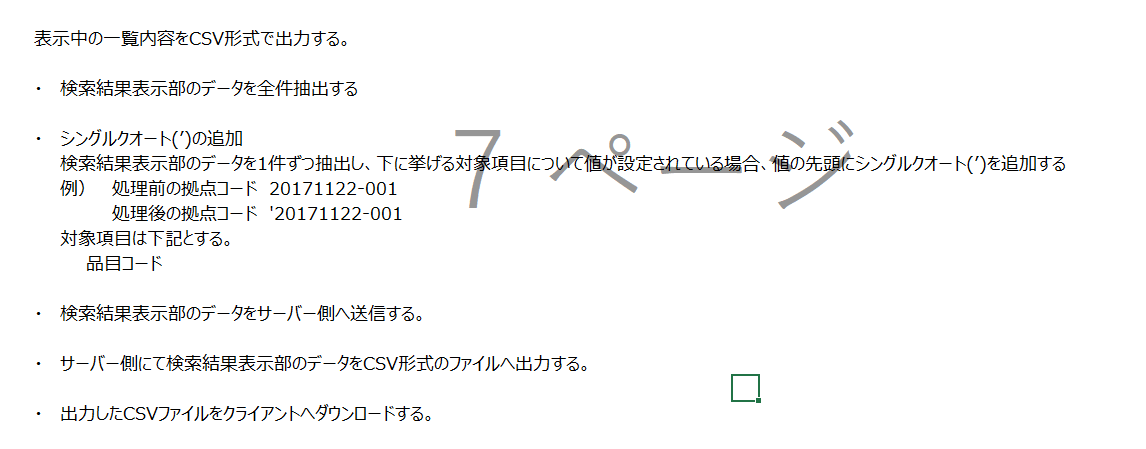 表示中の一覧内容をCSV形式で出力する。
・ 検索結果表示部のデータを全件抽出する
・ シングルクオート(’)の追加
検索結果表示部のデータを1件ずつ抽出し、下に挙げる対象項目について値が設定されている場合、値の先頭にシングルクオート(’)を追加する
例） 処理前の拠点コード 20171122-001
処理後の拠点コード '20171122-001
対象項目は下記とする。
品目コード
・ 検索結果表示部のデータをサーバー側へ送信する。
・ サーバー側にて検索結果表示部のデータをCSV形式のファイルへ出力する。
・ 出力したCSVファイルをクライアントへダウンロードする。
7 ページ